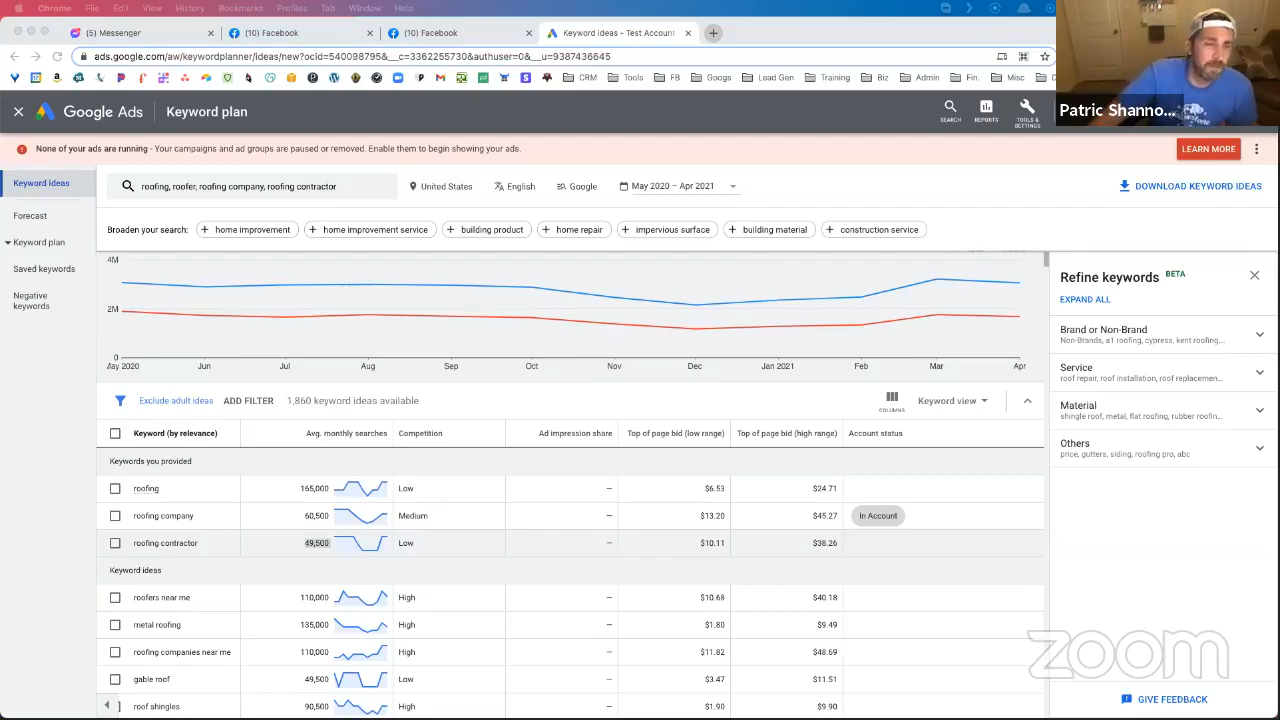 Chrome File Edit View History Bookmarks Profiles Tab Window Help
(5) Messenger × (10) Facebook × (10) Facebook × Keyword ideas - Test Account ×
ads.google.com/aw/keywordplanner/ideas/new?ocid=540098795&__c=3362255730&authuser=0&__u=9387436645
CRM Tools FB Googs Lead Gen Training Biz Admin Fin. Misc
Patric Shanno...
Google Ads Keyword plan
SEARCH REPORTS TOOLS & SETTINGS
None of your ads are running - Your campaigns and ad groups are paused or removed. Enable them to begin showing your ads. LEARN MORE
Keyword ideas
Forecast
Keyword plan
Saved keywords
Negative
keywords
roofing, roofer, roofing company, roofing contractor United States English Google May 2020 – Apr 2021 DOWNLOAD KEYWORD IDEAS
Broaden your search: + home improvement + home improvement service + building product + home repair + impervious surface + building material + construction service
4M
2M
0
May 2020 Jun Jul Aug Sep Oct Nov Dec Jan 2021 Feb Mar Apr
Exclude adult ideas ADD FILTER 1,860 keyword ideas available COLUMNS Keyword view
Keyword (by relevance) Avg. monthly searches Competition Ad impression share Top of page bid (low range) Top of page bid (high range) Account status
Keywords you provided
roofing 165,000 Low – $6.53 $24.71
roofing company 60,500 Medium – $13.20 $45.27 In Account
roofing contractor 49,500 Low – $10.11 $38.26
Keyword ideas
roofers near me 110,000 High – $10.68 $40.18
metal roofing 135,000 High – $1.80 $9.49
roofing companies near me 110,000 High – $11.82 $48.69
gable roof 49,500 Low – $3.47 $11.51
roof shingles 90,500 High – $1.90 $9.90
Refine keywords BETA
EXPAND ALL
Brand or Non-Brand
Non-Brands, a1 roofing, cypress, kent roofing,...
Service
roof repair, roof installation, roof replacemen...
Material
shingle roof, metal, flat roofing, rubber roofin...
Others
price, gutters, siding, roofing pro, abc
zoom
GIVE FEEDBACK